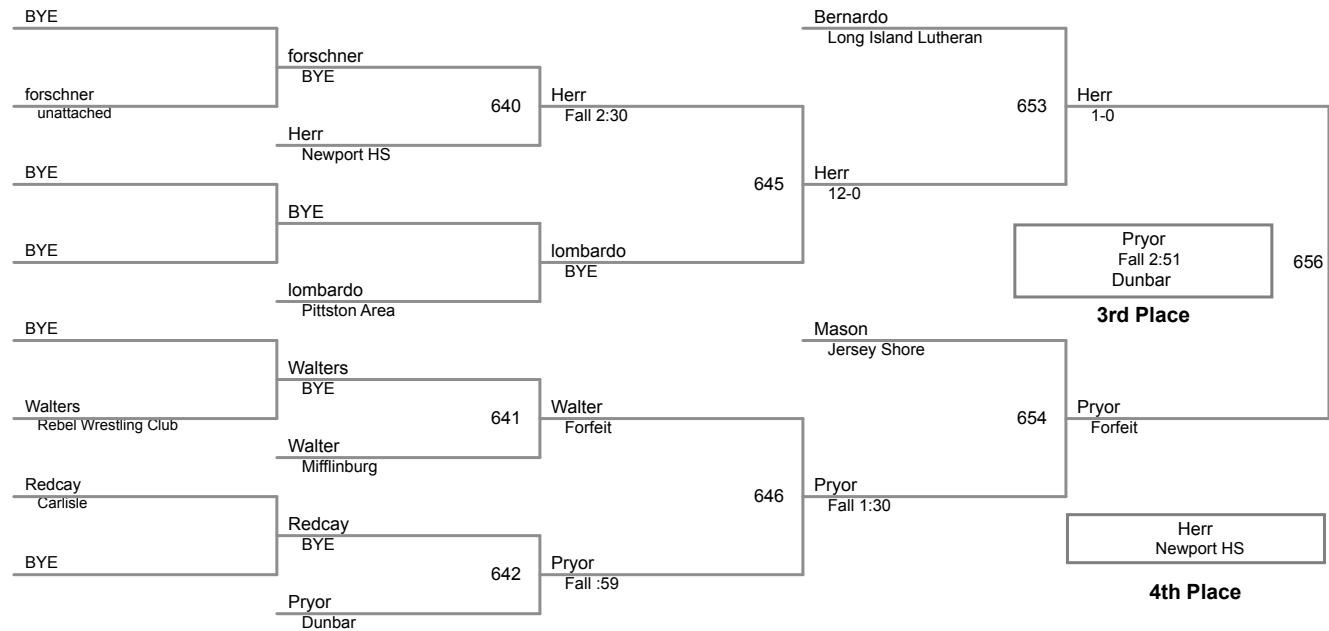 BYE
forschner
unattached
BYE
BYE
BYE
Walters
Rebel Wrestling Club
Redcay
Carlisle
BYE
forschner
BYE
640
Herr
Newport HS
BYE
lombardo
Pittston Area
Walters
BYE
641
Walter
Mifflinburg
Redcay
BYE
642
Pryor
Dunbar
Herr
Fall 2:30
645
lombardo
BYE
Walter
Forfeit
646
Pryor
Fall :59
Bernardo
Long Island Lutheran
653
Herr
12-0
Mason
Jersey Shore
654
Pryor
Fall 1:30
Herr
1-0
Pryor
Fall 2:51
Dunbar
656
3rd Place
Pryor
Forfeit
Herr
Newport HS
4th Place